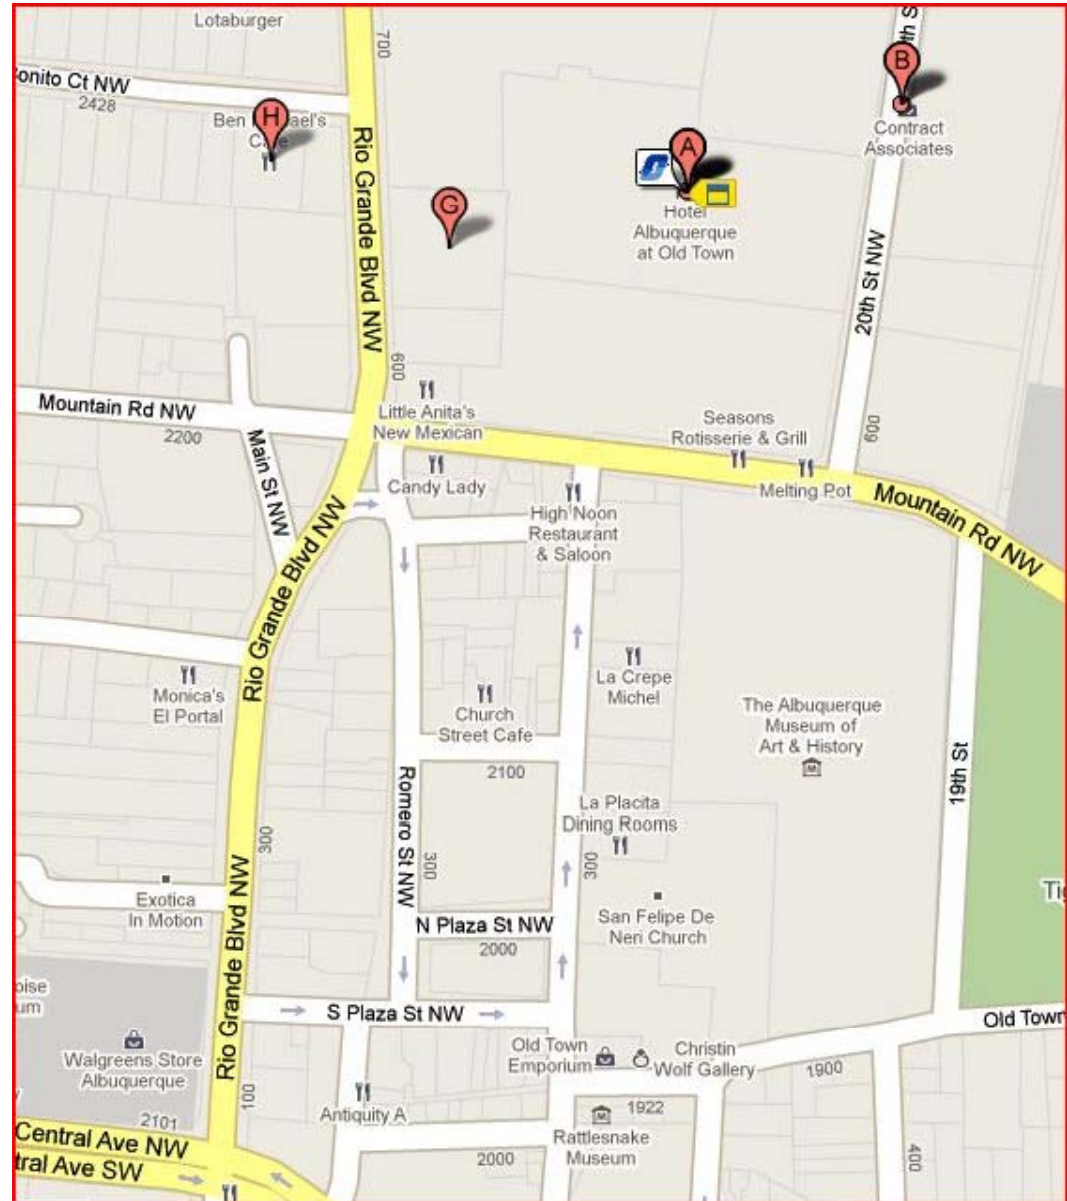 Lotaburger
700
th S
B
onito Ct NW
2428
H
Ben
ael's
Contract
Associates
A
Rio Grande Blvd NW
G
Hotel
Albuquerque
at Old Town
20th St NW
600
Mountain Rd NW
2200
Little Anita's
New Mexican
Seasons
Rotisserie & Grill
600
Main St NW
Candy Lady
Melting Pot
Mountain Rd NW
High Noon
Restaurant
& Saloon
Rio Grande Blvd NW
Monica's
El Portal
La Crepe
Michel
Church
Street Cafe
The Albuquerque
Museum of
Art & History
19th St
2100
Romero St NW
La Placita
Dining Rooms
300
300
300
Exotica
In Motion
San Felipe De
Neri Church
Rio Grande Blvd NW
N Plaza St NW
2000
oise
um
S Plaza St NW
Old Town
Walgreens Store
Albuquerque
Old Town
Emporium
Christin
Wolf Gallery
1900
100
Antiquity A
1922
2101
Central Ave NW
tral Ave SW
Rattlesnake
Museum
2000
400